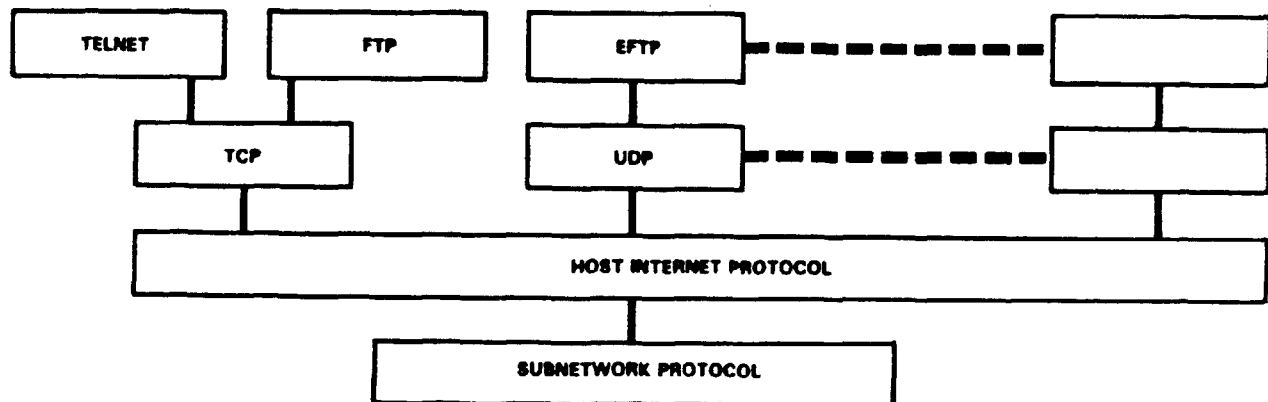 TELNET
FTP
EFTP
TCP
UDP
HOST INTERNET PROTOCOL
SUBNETWORK PROTOCOL